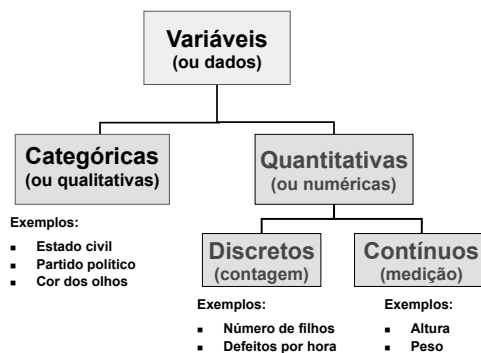 Variáveis
(ou dados)
Categóricas
(ou qualitativas)
Quantitativas
(ou numéricas)
Exemplos:
▪ Estado civil
▪ Partido político
▪ Cor dos olhos
Discretos
(contagem)
Contínuos
(medição)
Exemplos:
▪ Número de filhos
▪ Defeitos por hora
Exemplos:
▪ Altura
▪ Peso